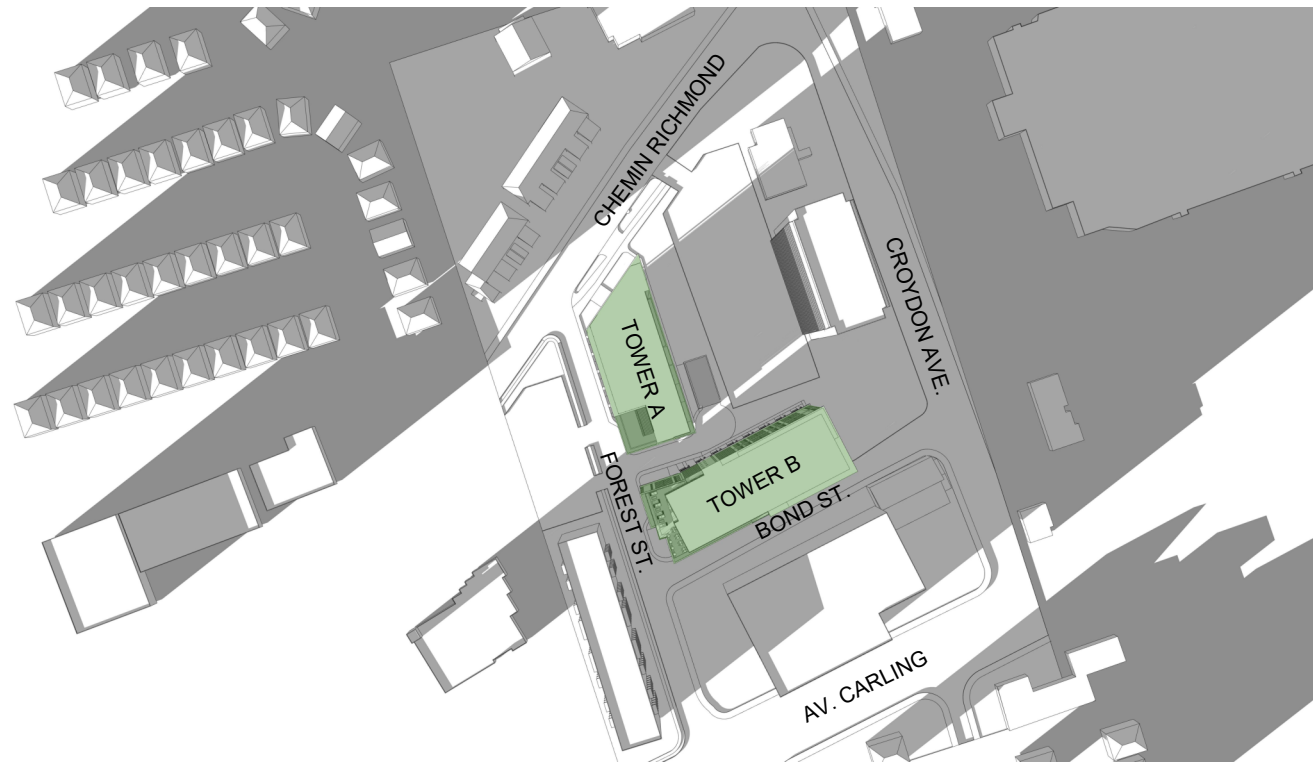 CHEMIN RICHMOND
CROYDON AVE.
TOWER A
FOREST ST.
TOWER B
BOND ST.
AV. CARLING